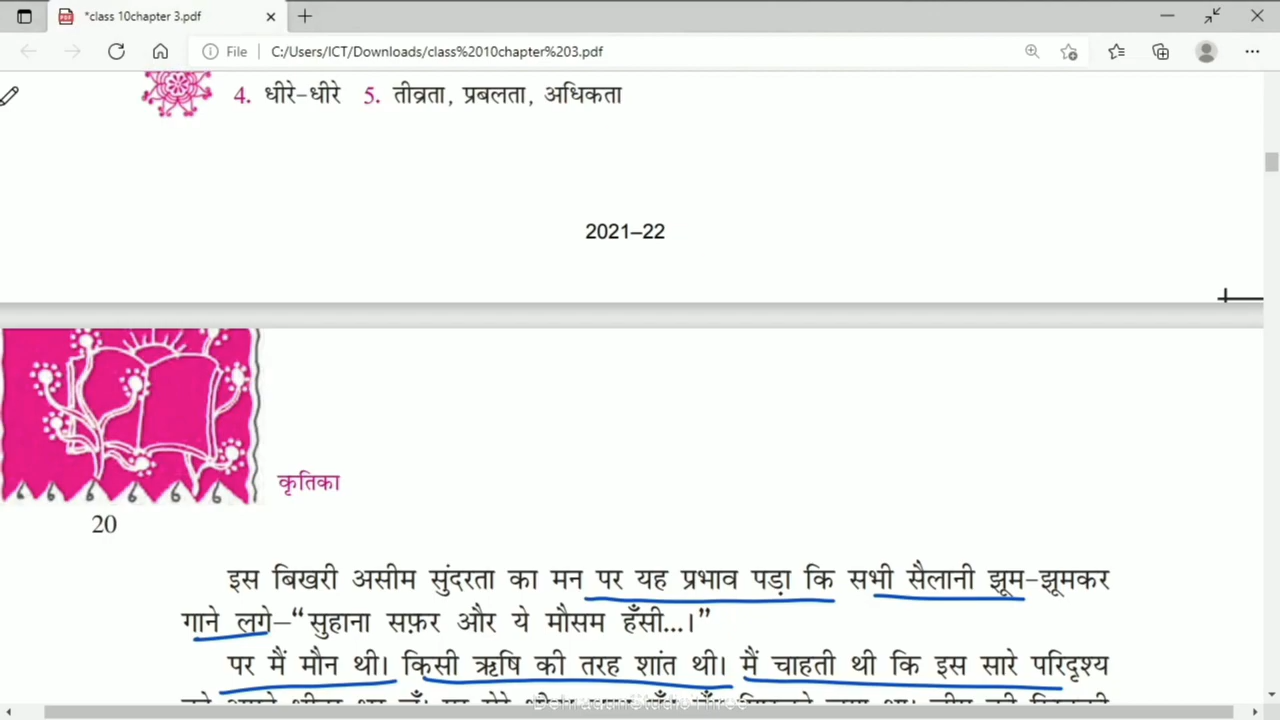 *class 10chapter 3.pdf
File C:/Users/ICT/Downloads/class%2010chapter%203.pdf
4. धीरे-धीरे 5. तीव्रता, प्रबलता, अधिकता
2021–22
कृतिका
20
इस बिखरी असीम सुंदरता का मन पर यह प्रभाव पड़ा कि सभी सैलानी झूम-झूमकर
गाने लगे–“सुहाना सफ़र और ये मौसम हँसी...।”
पर मैं मौन थी। किसी ऋषि की तरह शांत थी। मैं चाहती थी कि इस सारे परिदृश्य